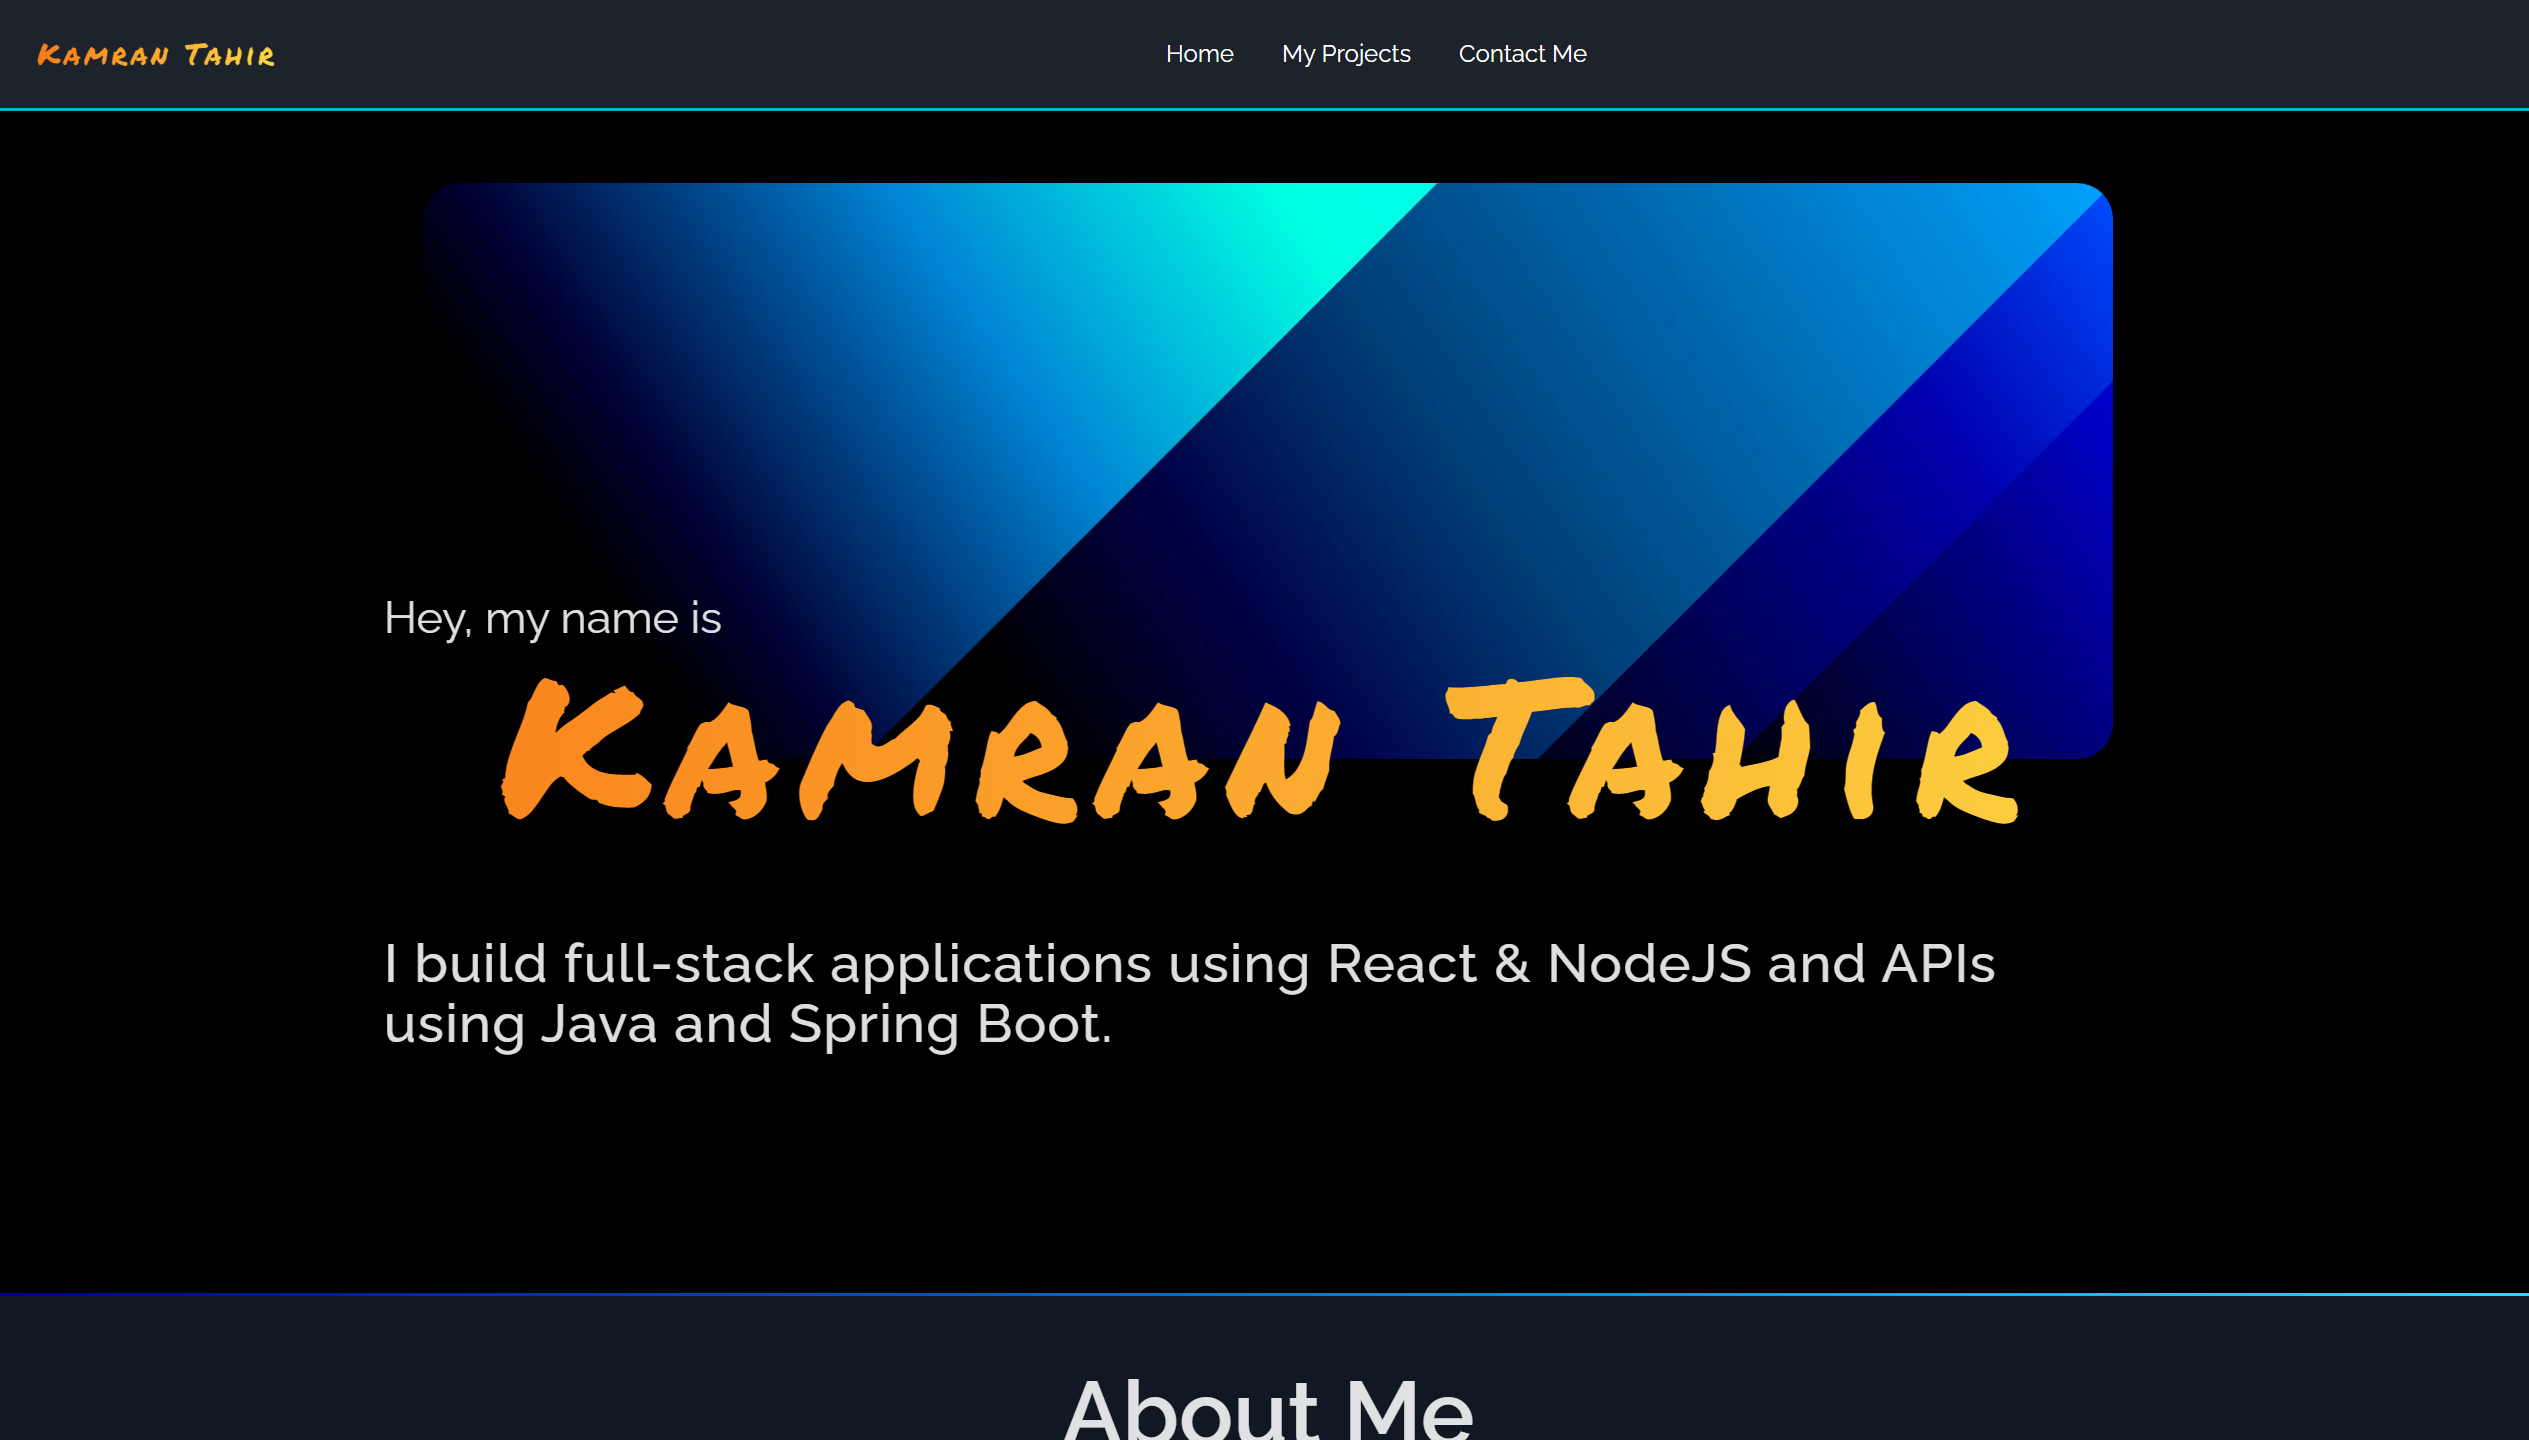 Kamran Tahir
Home
My Projects
Contact Me
Hey, my name is
Kamran Tahir
I build full-stack applications using React & NodeJS and APIs
using Java and Spring Boot.
About Me